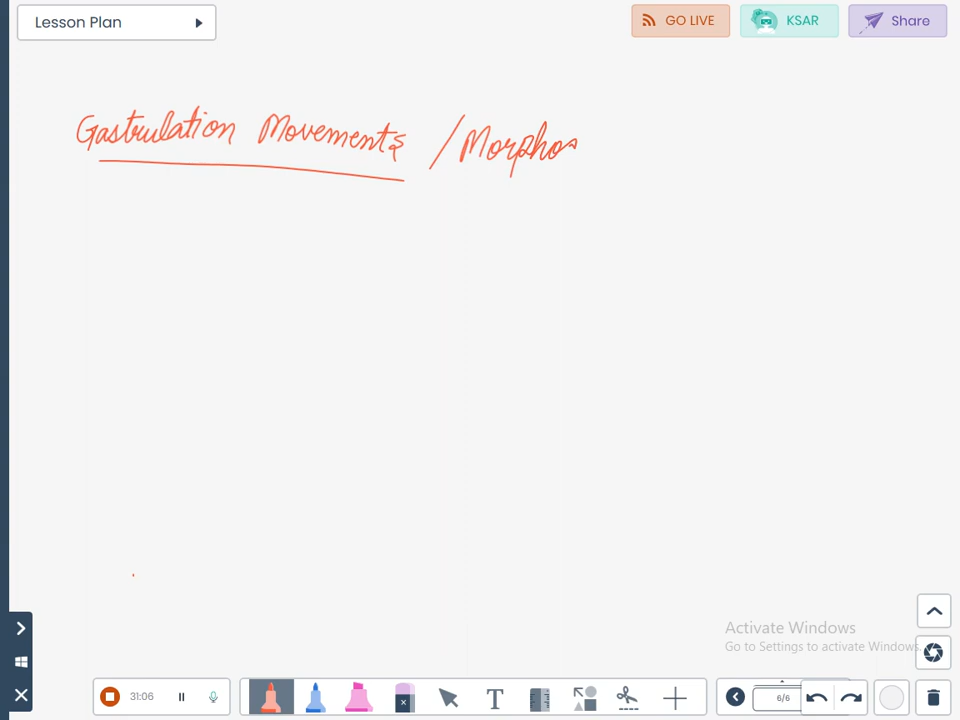 Lesson Plan
GO LIVE
KSAR
Share
Gastrulation Movements / Morpho
Activate Windows
Go to Settings to activate Windows.
31:06
T
6/6